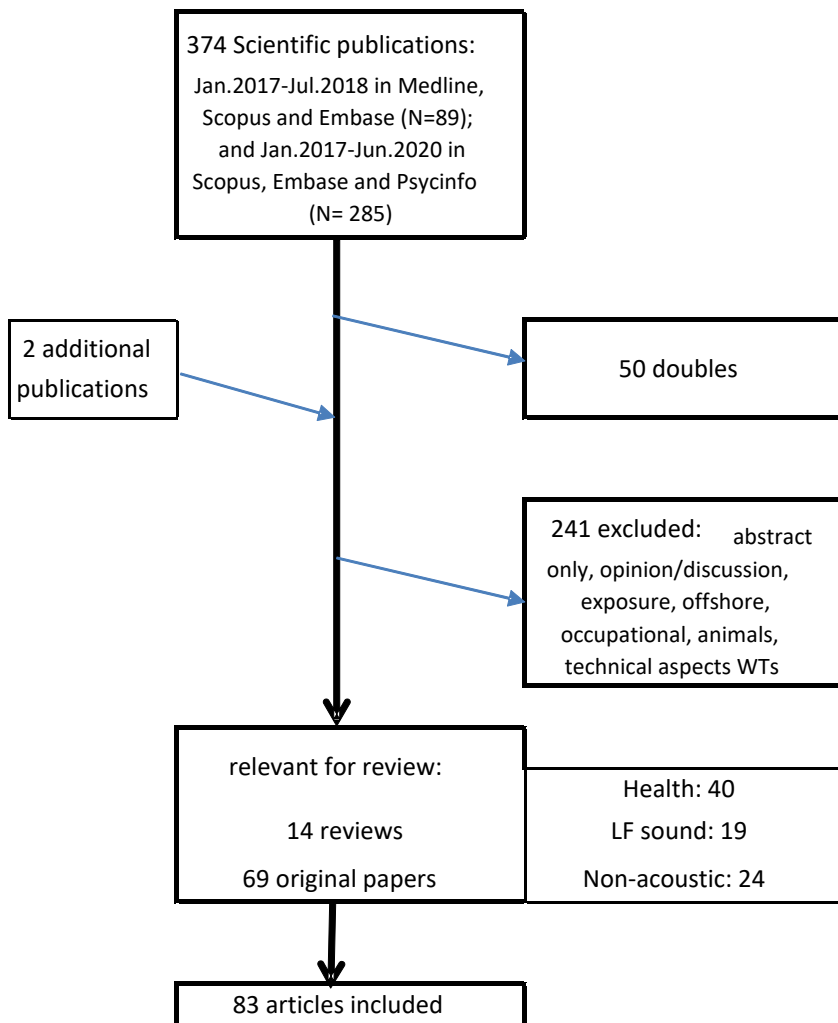 374 Scientific publications:
Jan.2017-Jul.2018 in Medline,
Scopus and Embase (N=89);
and Jan.2017-Jun.2020 in
Scopus, Embase and Psycinfo
(N= 285)
2 additional
publications
50 doubles
241 excluded: abstract
only, opinion/discussion,
exposure, offshore,
occupational, animals,
technical aspects WTs
relevant for review:
14 reviews
69 original papers
Health: 40
LF sound: 19
Non-acoustic: 24
83 articles included